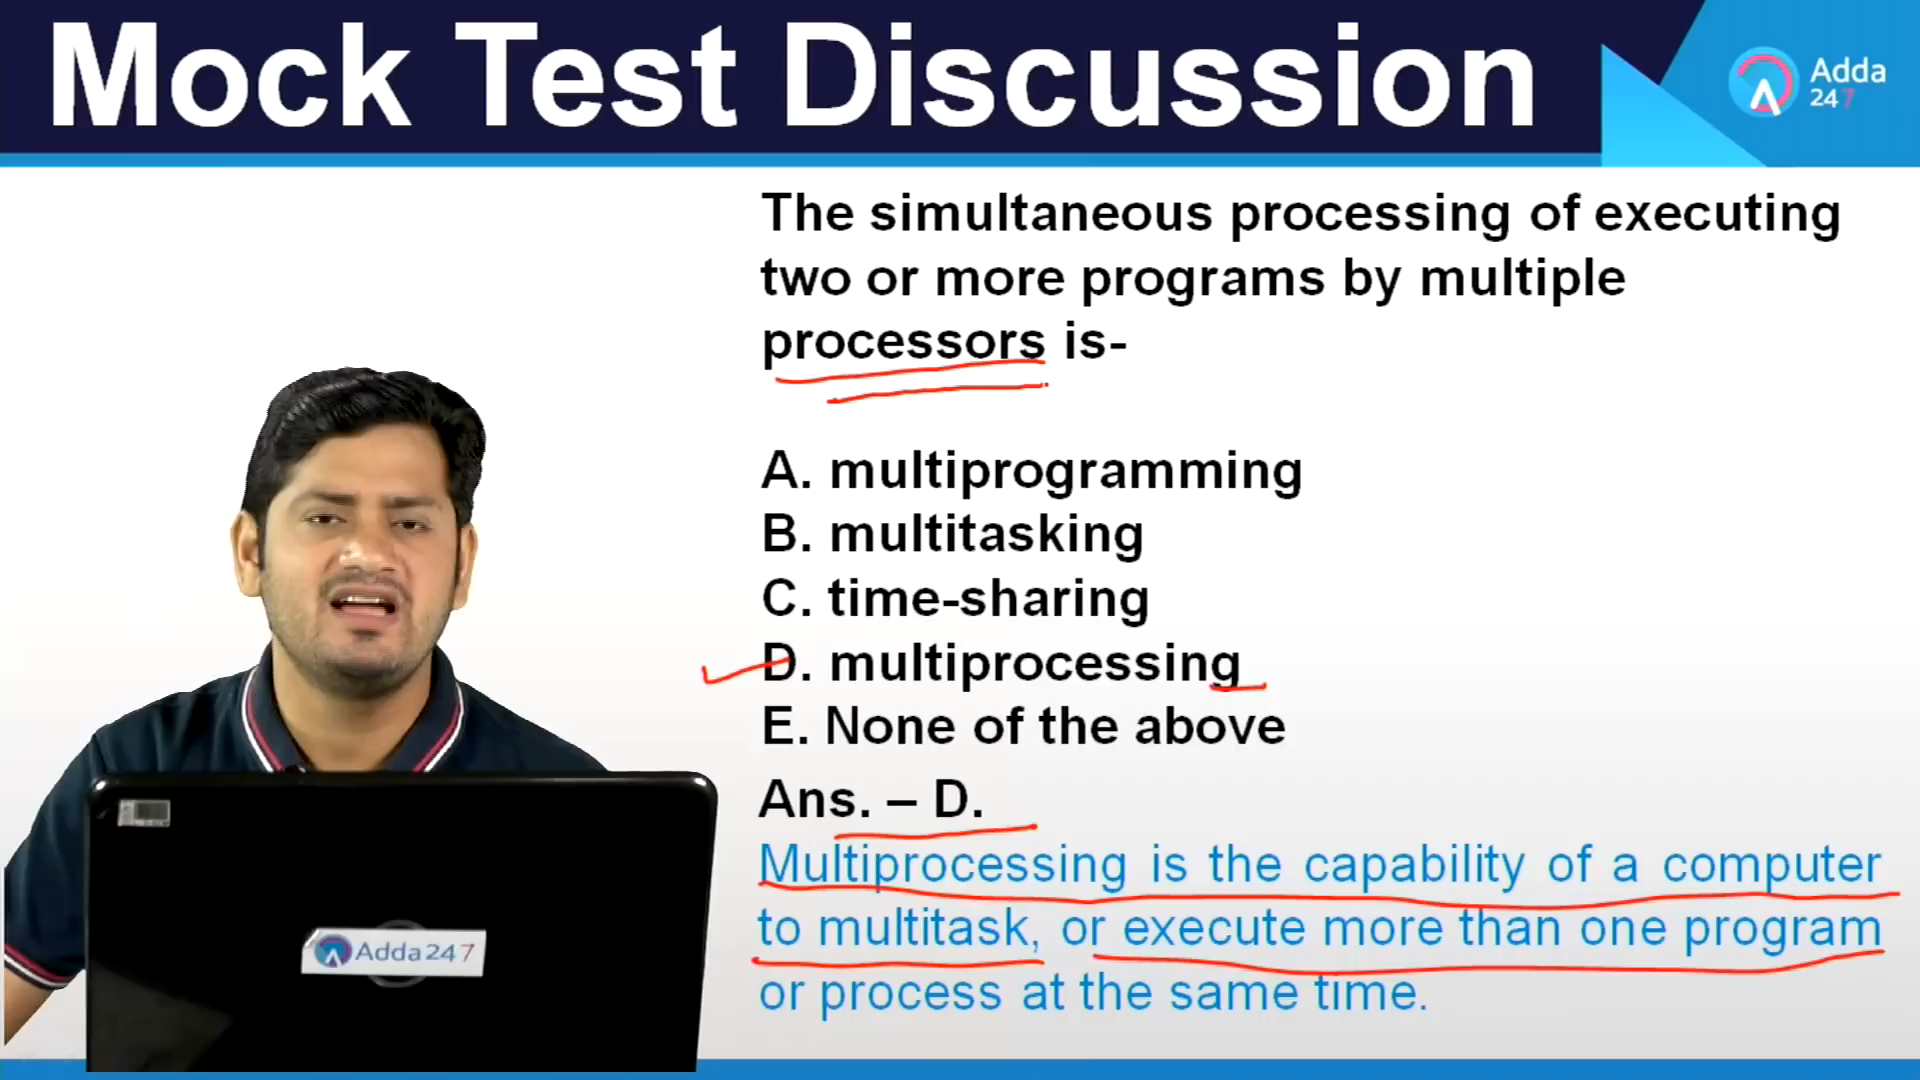 Mock Test Discussion
Adda
247
The simultaneous processing of executing
two or more programs by multiple
processors is-
A. multiprogramming
B. multitasking
C. time-sharing
D. multiprocessing
E. None of the above
Ans. – D.
Multiprocessing is the capability of a computer
to multitask, or execute more than one program
or process at the same time.
Adda247